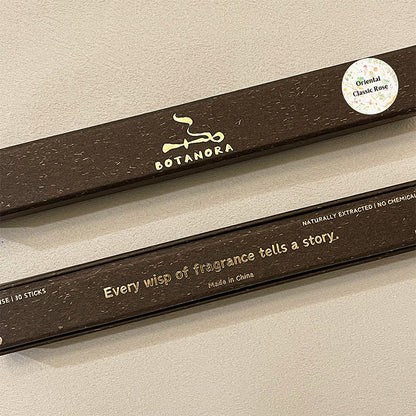 Oriental
Classic Rose
BOTANORA
NATURALLY EXTRACTED | NO CHEMICAL
Every wisp of fragrance tells a story.
Made in China
30 STICKS